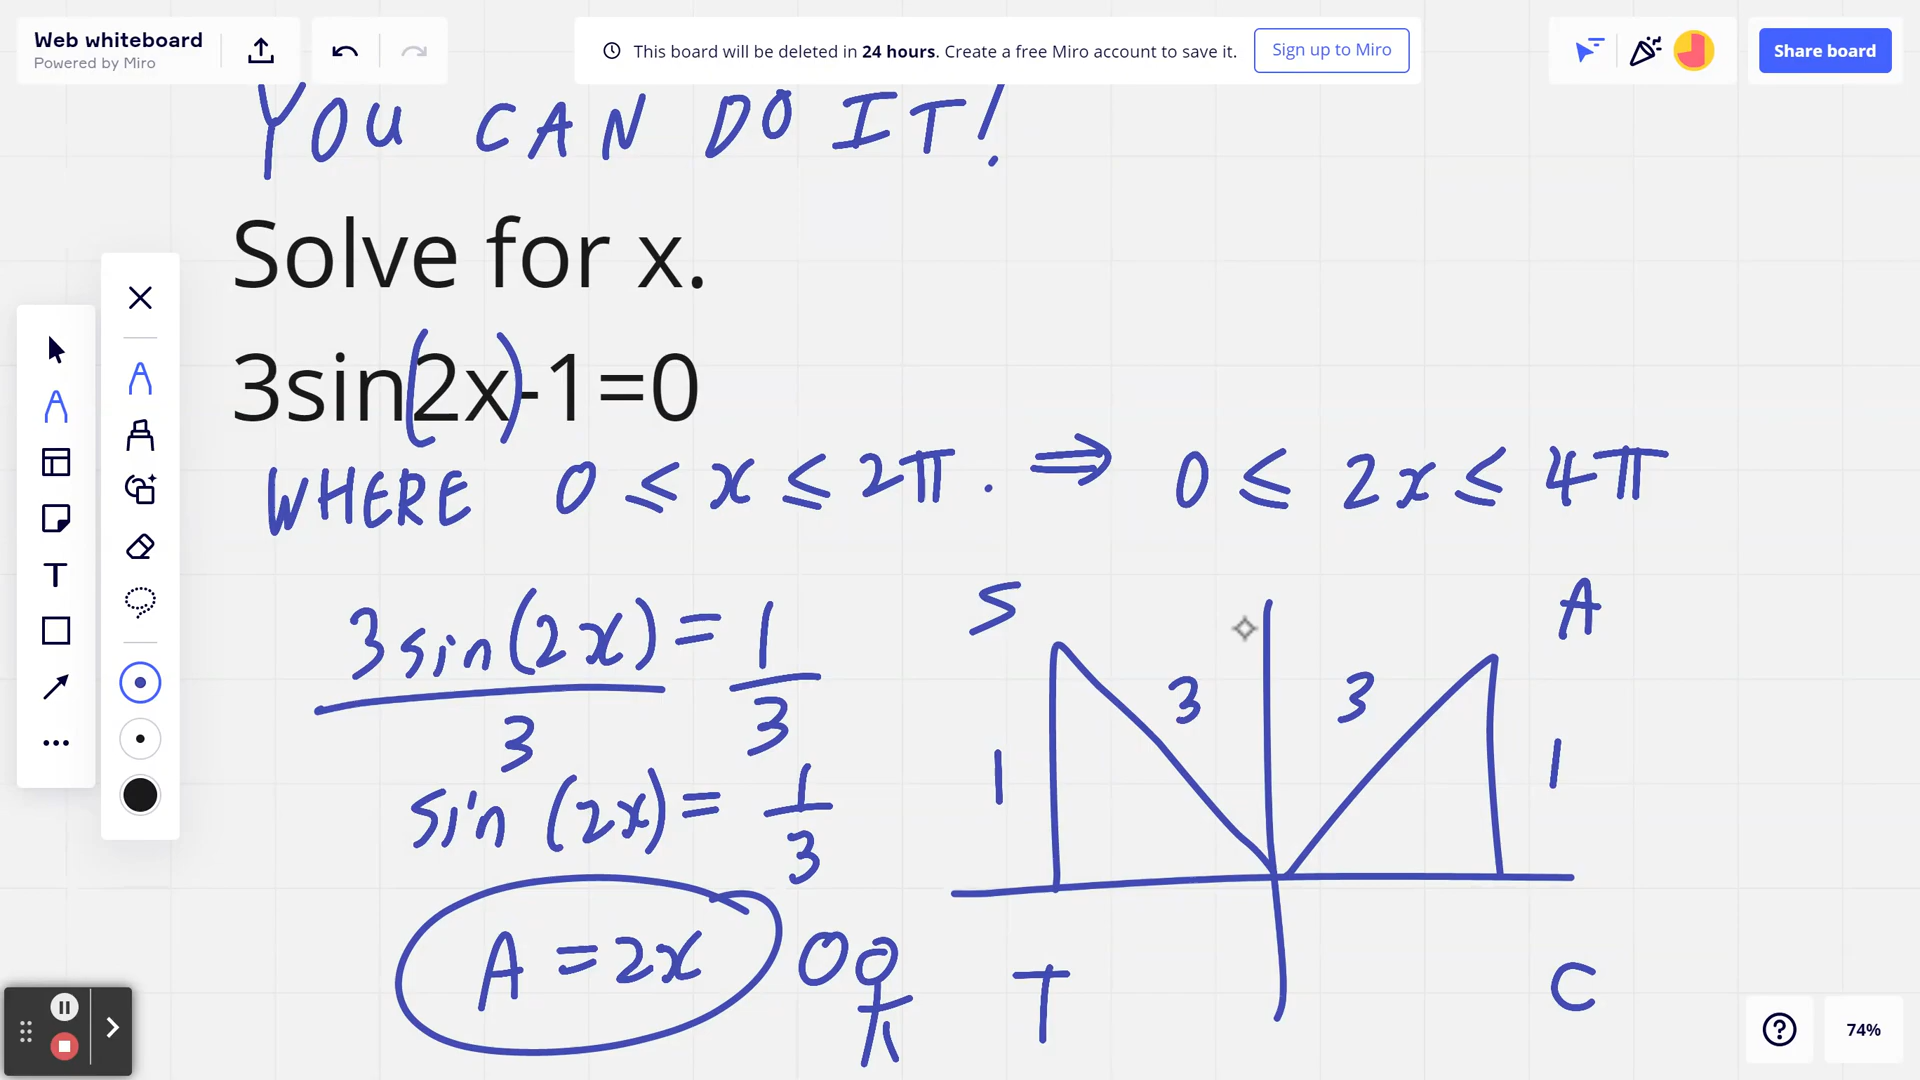 Web whiteboard
Powered by Miro
This board will be deleted in 24 hours. Create a free Miro account to save it.
Sign up to Miro
Share board
YOU CAN DO IT!
Solve for x.
3sin(2x)-1=0
WHERE 0 ≤ x ≤ 2π. ⇒ 0 ≤ 2x ≤ 4π
3sin(2x) = 1
3 3
sin (2x) = 1
3
A = 2x
S A
3 3
1 1
T C
T
74%